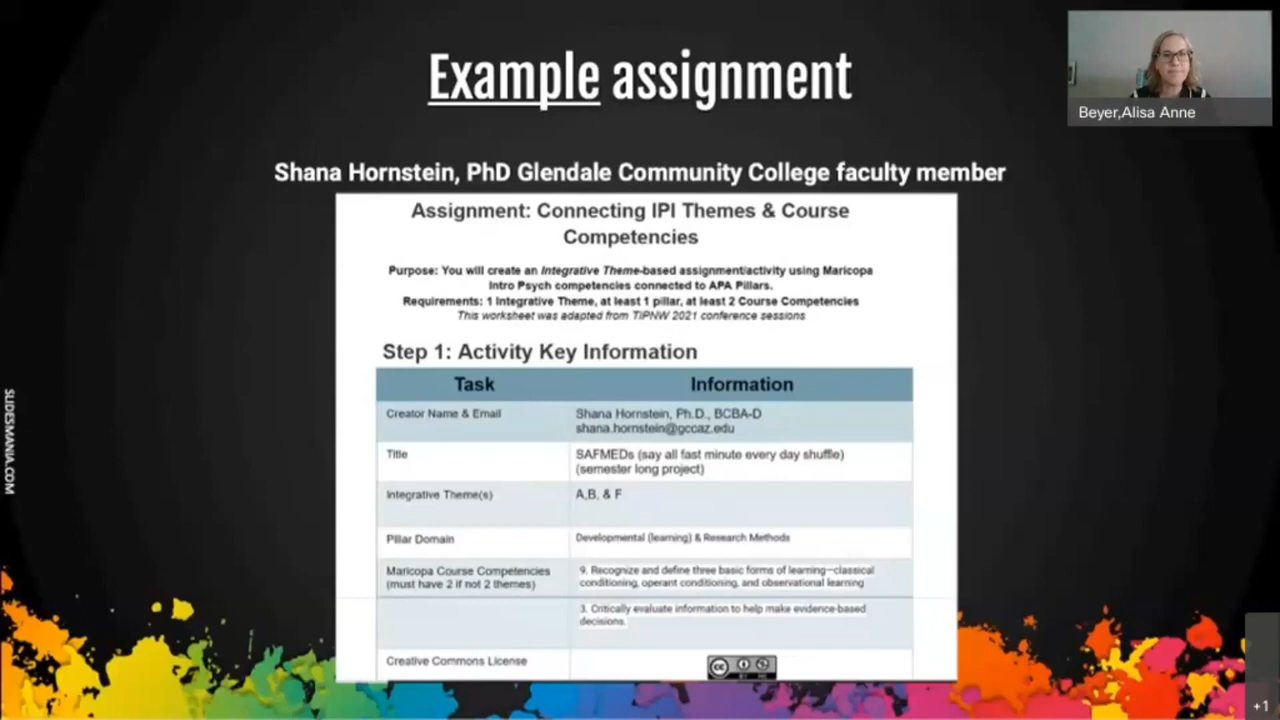 Example assignment
Beyer,Alisa Anne
Shana Hornstein, PhD Glendale Community College faculty member
Assignment: Connecting IPI Themes & Course
Competencies
Purpose: You will create an Integrative Theme-based assignment/activity using Maricopa
Intro Psych competencies connected to APA Pillars.
Requirements: 1 Integrative Theme, at least 1 pillar, at least 2 Course Competencies
This worksheet was adapted from TiPNW 2021 conference sessions
Step 1: Activity Key Information
Task Information
Creator Name & Email
Shana Hornstein, Ph.D., BCBA-D
shana.hornstein@gccaz.edu
Title
SAFMEDs (say all fast minute every day shuffle)
(semester long project)
Integrative Theme(s)
A,B, & F
Pillar Domain
Developmental (learning) & Research Methods
Maricopa Course Competencies
(must have 2 if not 2 themes)
9. Recognize and define three basic forms of learning—classical
conditioning, operant conditioning, and observational learning
3. Critically evaluate information to help make evidence-based
decisions.
Creative Commons License
cc
SLIDESMANIA.COM
+1